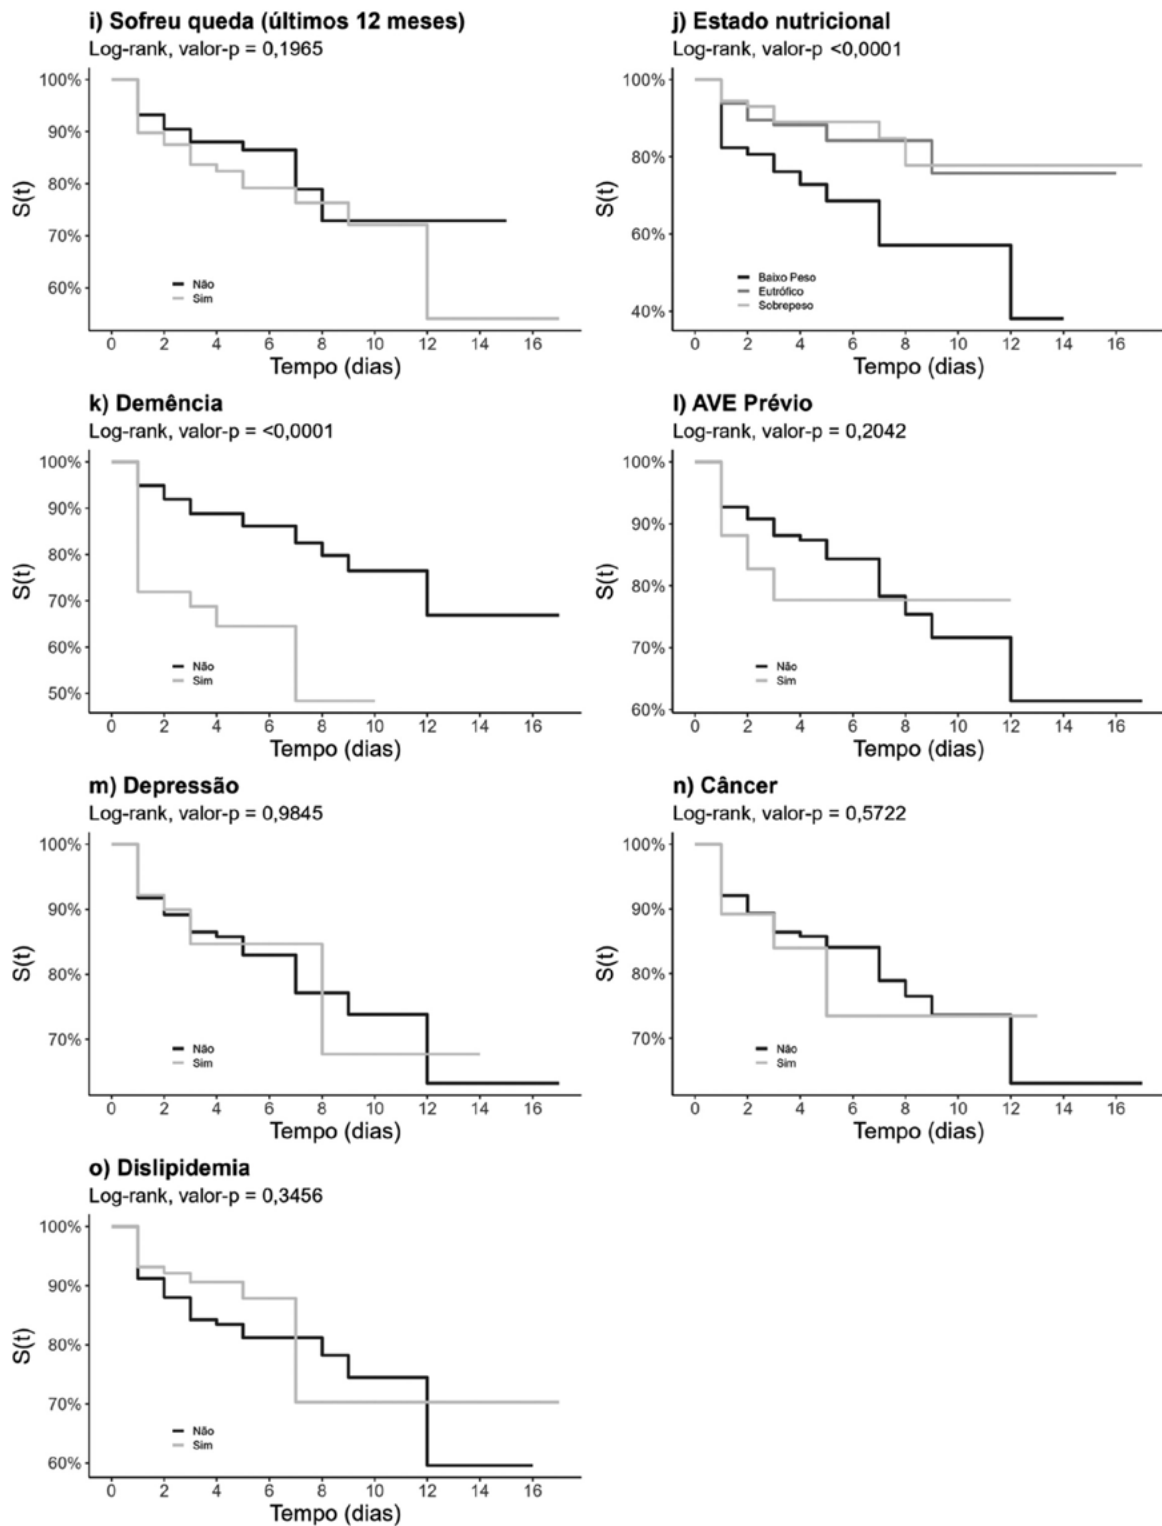 i) Sofreu queda (últimos 12 meses)
Log-rank, valor-p = 0,1965
100%
90%
80%
70%
60%
S(t)
Não
Sim
0 2 4 6 8 10 12 14 16
Tempo (dias)
j) Estado nutricional
Log-rank, valor-p <0,0001
100%
80%
60%
40%
S(t)
Baixo Peso
Eutrófico
Sobrepeso
0 2 4 6 8 10 12 14 16
Tempo (dias)
k) Demência
Log-rank, valor-p = <0,0001
100%
90%
80%
70%
60%
50%
S(t)
Não
Sim
0 2 4 6 8 10 12 14 16
Tempo (dias)
l) AVE Prévio
Log-rank, valor-p = 0,2042
100%
90%
80%
70%
60%
S(t)
Não
Sim
0 2 4 6 8 10 12 14 16
Tempo (dias)
m) Depressão
Log-rank, valor-p = 0,9845
100%
90%
80%
70%
S(t)
Não
Sim
0 2 4 6 8 10 12 14 16
Tempo (dias)
n) Câncer
Log-rank, valor-p = 0,5722
100%
90%
80%
70%
S(t)
Não
Sim
0 2 4 6 8 10 12 14 16
Tempo (dias)
o) Dislipidemia
Log-rank, valor-p = 0,3456
100%
90%
80%
70%
60%
S(t)
Não
Sim
0 2 4 6 8 10 12 14 16
Tempo (dias)